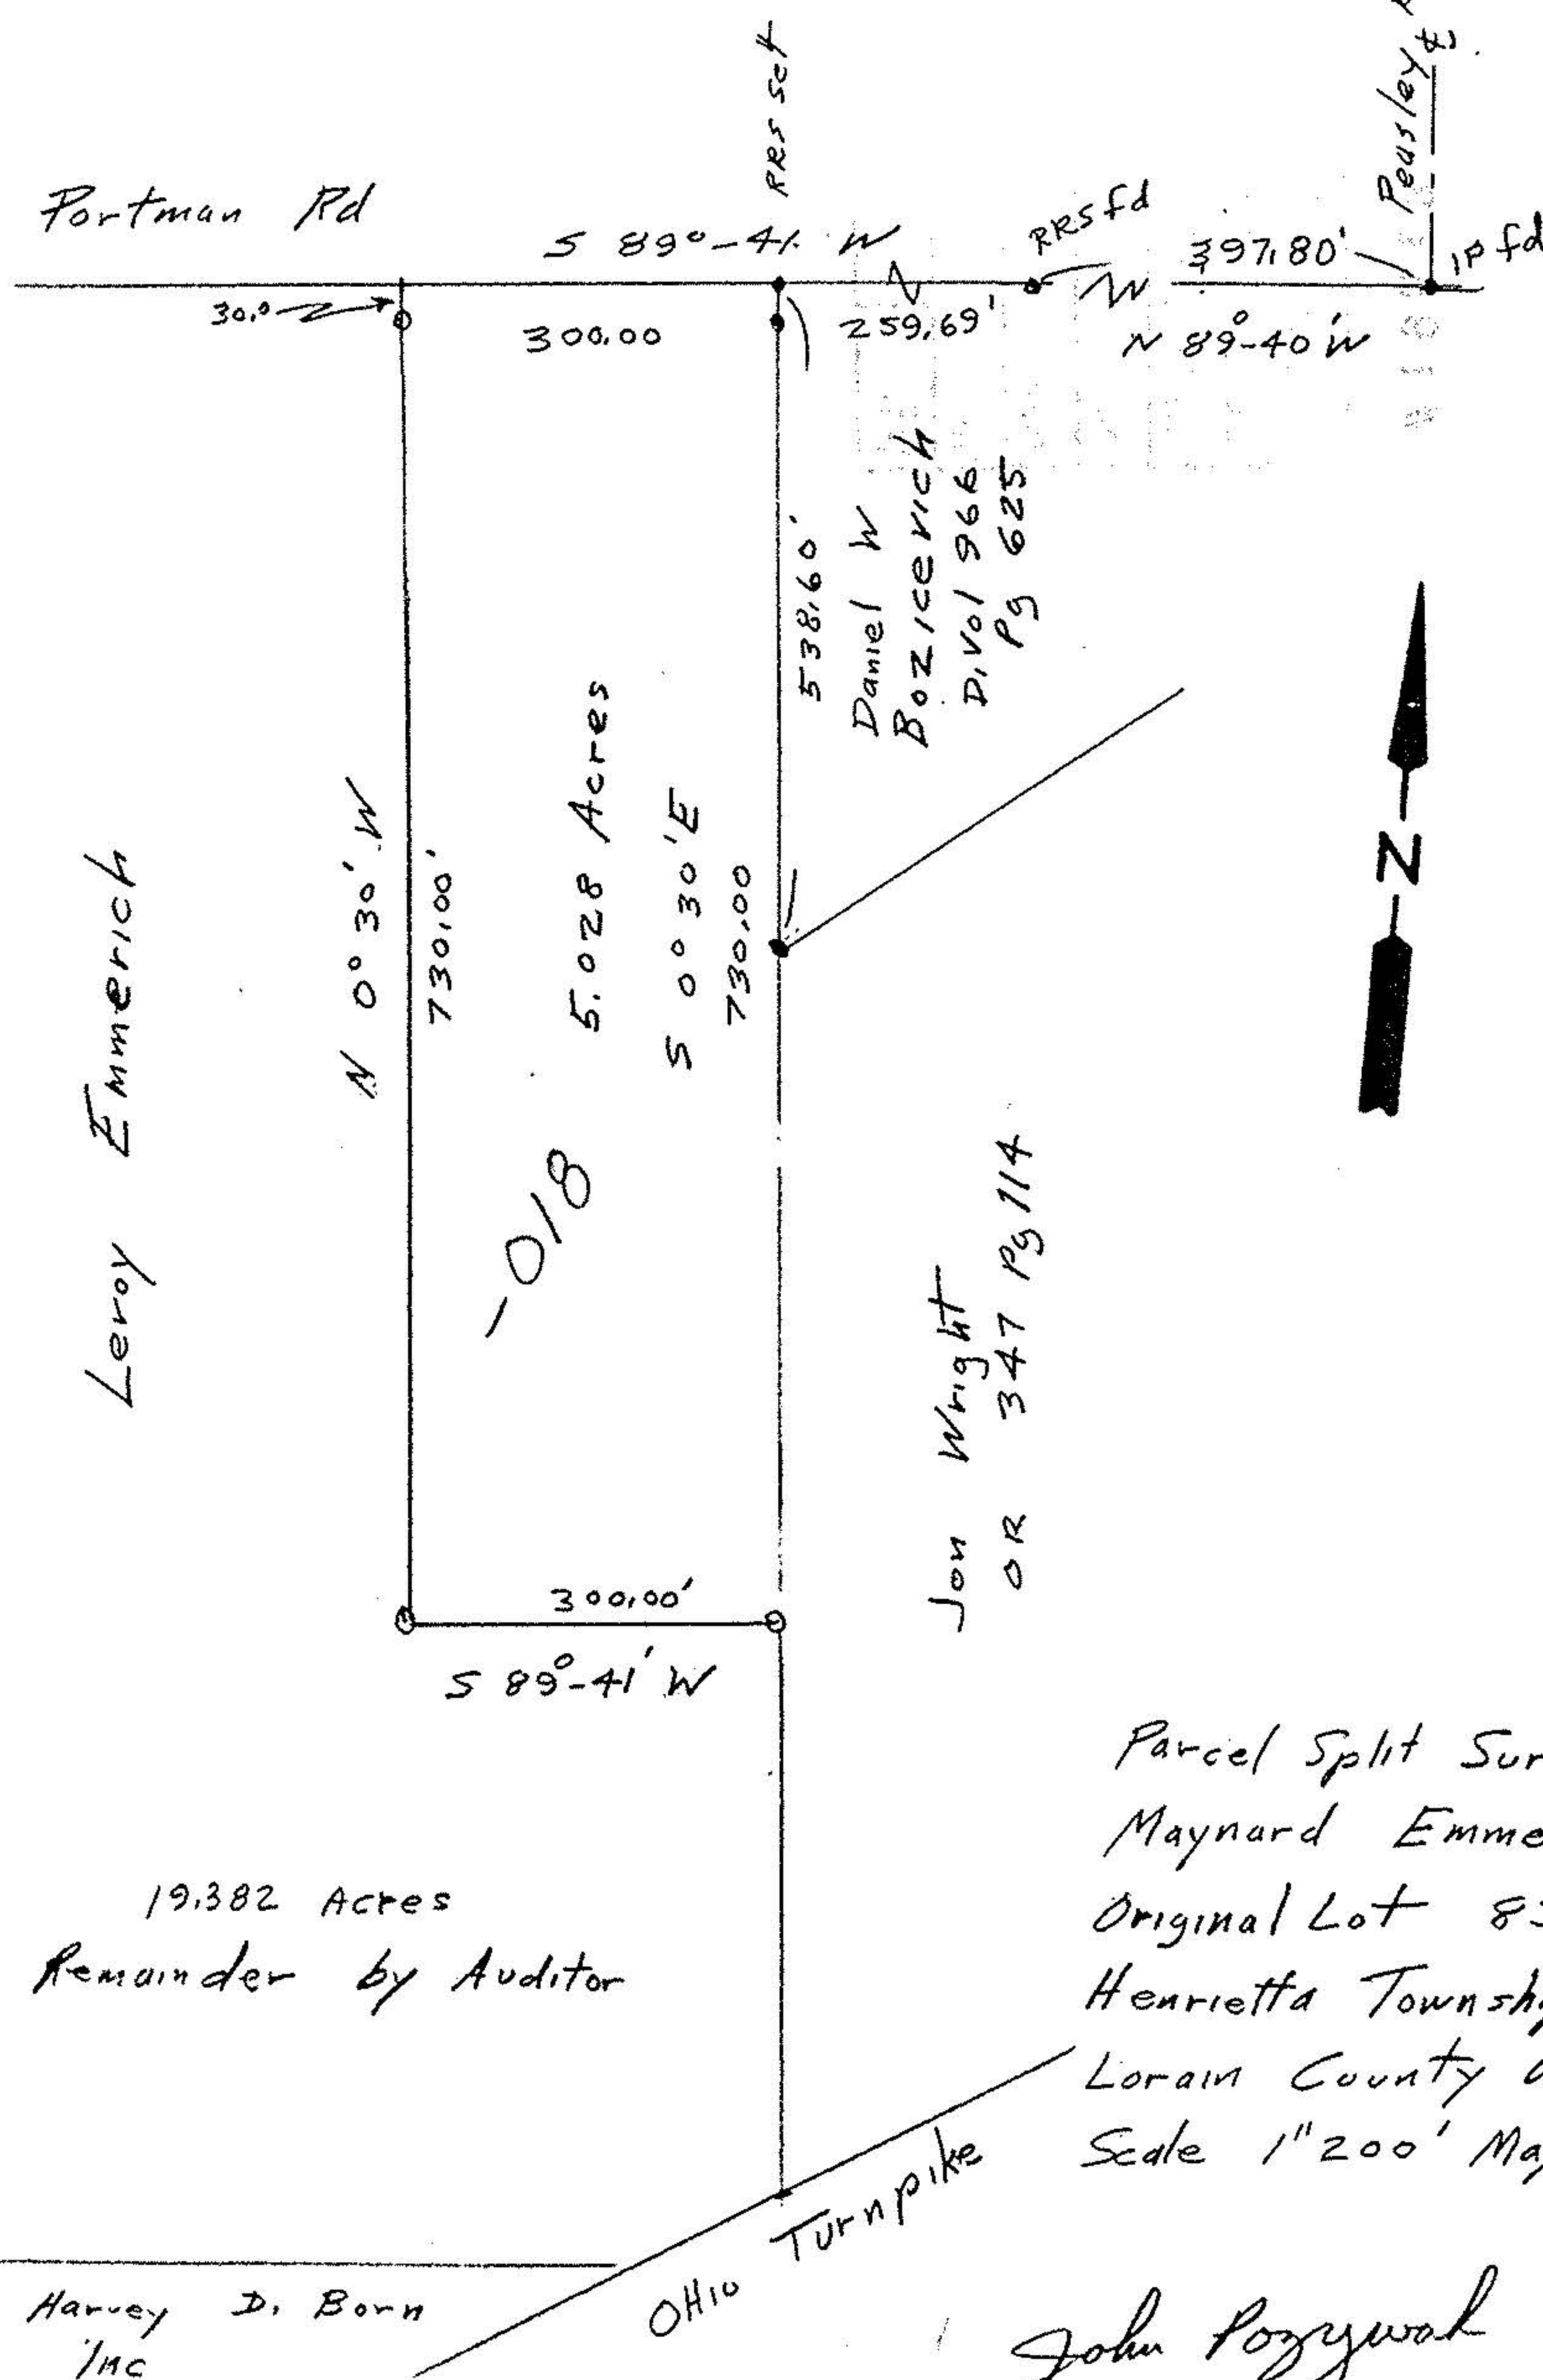 RRS set
Peasley
Portman Rd
S 89°-41 W
RRS fd
397.80'
IP fd
30.0
300.00
259.69'
N 89°-40'W
538.60'
Daniel W
Bozicevich
D.Vol 966
Pg 625
N 0° 30' W
730.00'
5.028 Acres
S 0° 30'E
730.00
N
Leroy Emmerich
-018
Jon Wright
OR 347 Pg 114
300.00'
S 89°-41' W
Parcel Split Sur
Maynard Emme
19.382 Acres
Remainder by Auditor
Original Lot 8
Henrietta Townsh
Lorain County O
Scale 1"200' Ma
OHIO Turnpike
Harvey D. Born
Inc
John